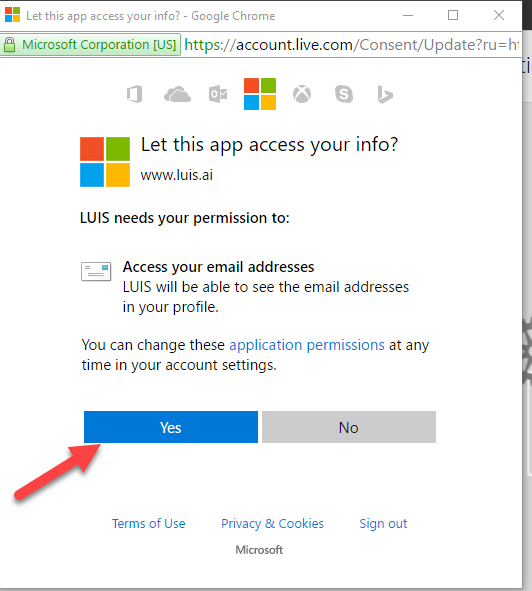 Let this app access your info? - Google Chrome
Microsoft Corporation [US] https://account.live.com/Consent/Update?ru=ht
Let this app access your info?
www.luis.ai
LUIS needs your permission to:
Access your email addresses
LUIS will be able to see the email addresses
in your profile.
You can change these application permissions at any
time in your account settings.
Yes No
Terms of Use Privacy & Cookies Sign out
Microsoft